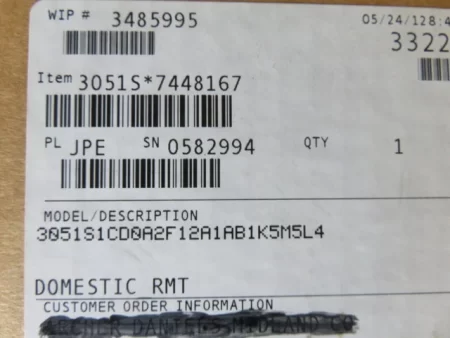 WIP # 3485995 05/24/128:4
3322
Item 3051S*7448167
PL JPE SN 0582994 QTY 1
MODEL/DESCRIPTION
3051S1CD0A2F12A1AB1K5M5L4
DOMESTIC RMT
CUSTOMER ORDER INFORMATION